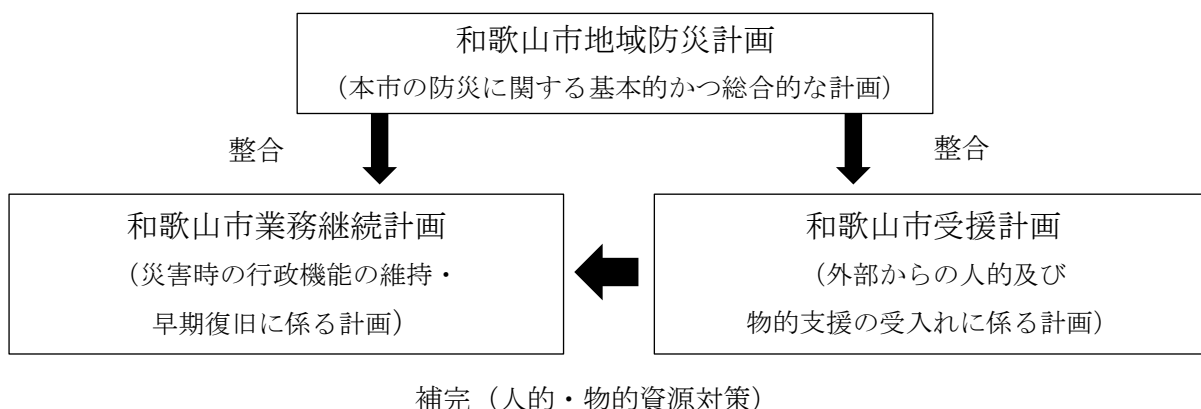 和歌山市地域防災計画
（本市の防災に関する基本的かつ総合的な計画）
整合
整合
和歌山市業務継続計画
（災害時の行政機能の維持・
早期復旧に係る計画）
和歌山市受援計画
（外部からの人的及び
物的支援の受入れに係る計画）
補完（人的・物的資源対策）